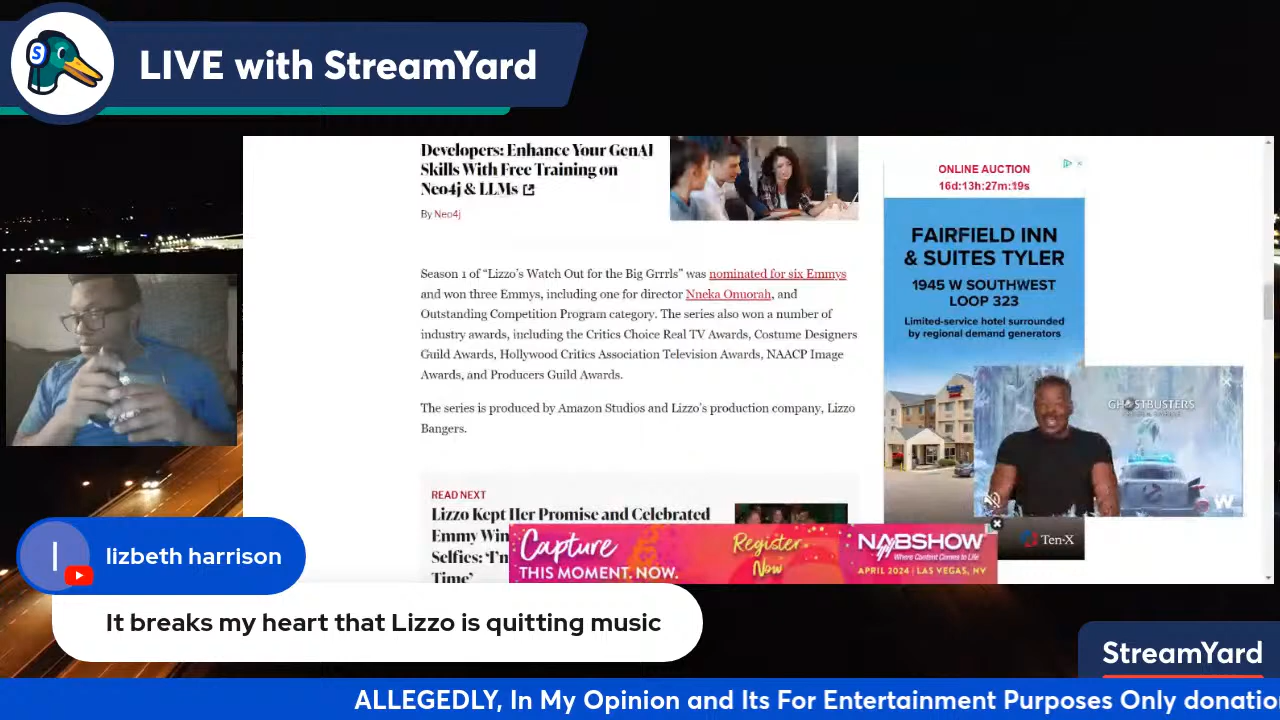 S
LIVE with StreamYard
Developers: Enhance Your GenAI
Skills With Free Training on
Neo4j & LLMs
By Neo4j
Season 1 of “Lizzo’s Watch Out for the Big Grrrls” was nominated for six Emmys
and won three Emmys, including one for director Nneka Onuorah, and
Outstanding Competition Program category. The series also won a number of
industry awards, including the Critics Choice Real TV Awards, Costume Designers
Guild Awards, Hollywood Critics Association Television Awards, NAACP Image
Awards, and Producers Guild Awards.
The series is produced by Amazon Studios and Lizzo’s production company, Lizzo
Bangers.
READ NEXT
Lizzo Kept Her Promise and Celebrated
Emmy Win
Selfies: ‘I’n
Time’
ONLINE AUCTION
16d:13h:27m:19s
FAIRFIELD INN
& SUITES TYLER
1945 W SOUTHWEST
LOOP 323
Limited-service hotel surrounded
by regional demand generators
GHOSTBUSTERS
W
Ten-X
Capture
THIS MOMENT. NOW.
Register
Now
NABSHOW
Where Content Comes to Life
APRIL 2024 | LAS VEGAS, NV
l
lizbeth harrison
It breaks my heart that Lizzo is quitting music
StreamYard
ALLEGEDLY, In My Opinion and Its For Entertainment Purposes Only donatio